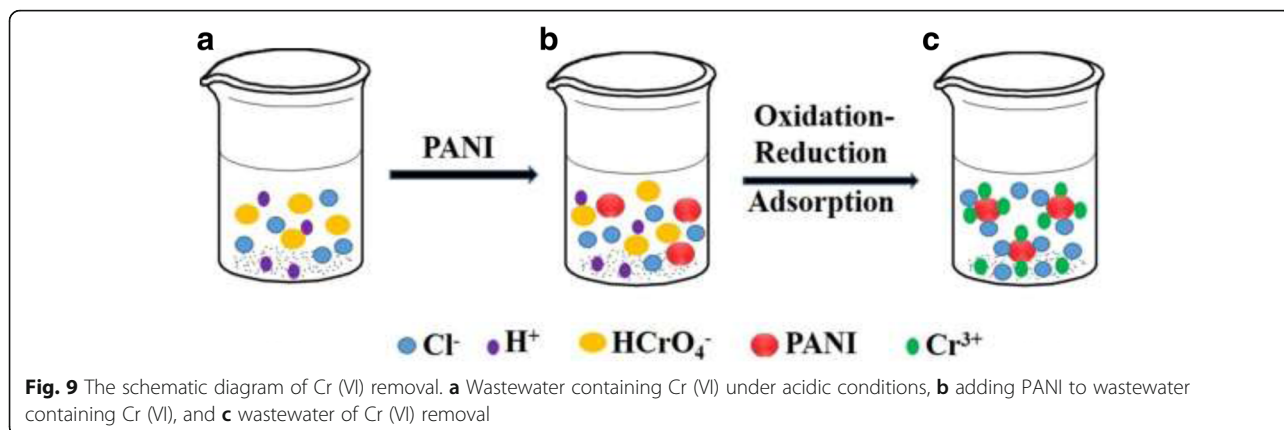 a b c
PANI
Oxidation-
Reduction
Adsorption
Cl- H+ HCrO4- PANI Cr3+
Fig. 9 The schematic diagram of Cr (VI) removal. a Wastewater containing Cr (VI) under acidic conditions, b adding PANI to wastewater
containing Cr (VI), and c wastewater of Cr (VI) removal